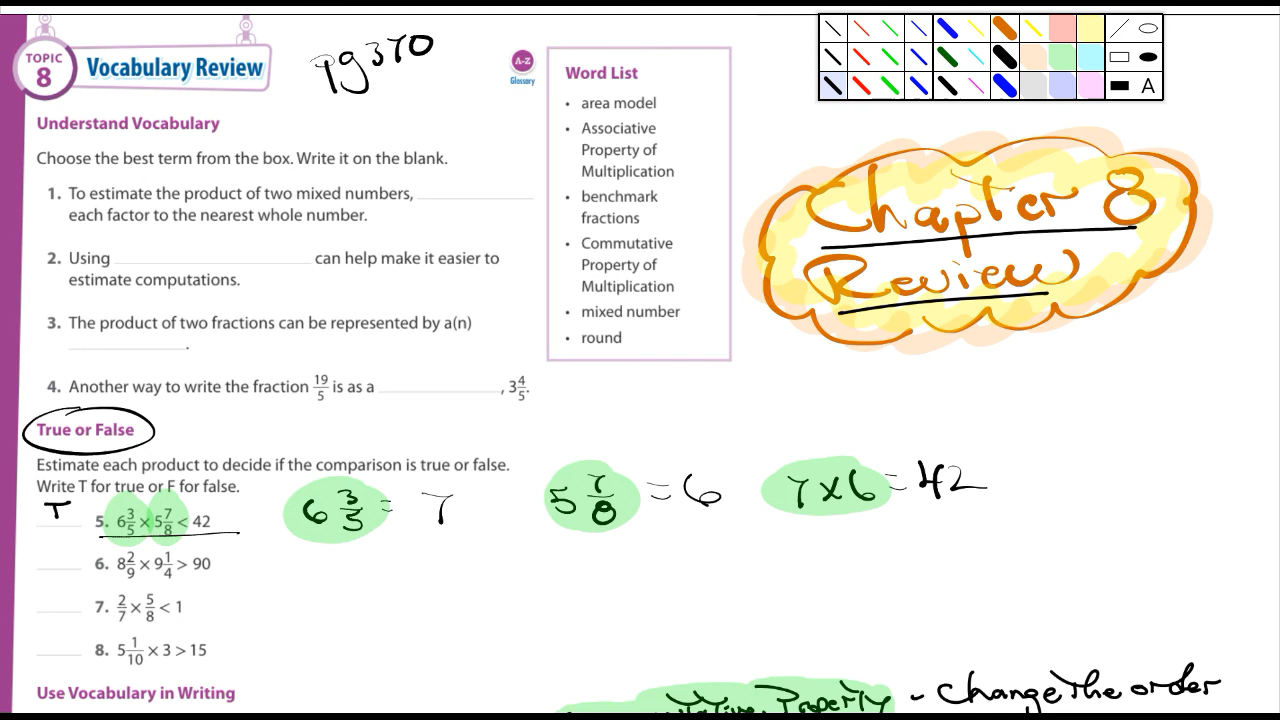 TOPIC
8
Vocabulary Review
pg 370
A-Z
Glossary
Understand Vocabulary
Choose the best term from the box. Write it on the blank.
1. To estimate the product of two mixed numbers, ____________
each factor to the nearest whole number.
2. Using ____________________ can help make it easier to
estimate computations.
3. The product of two fractions can be represented by a(n)
____________.
4. Another way to write the fraction 19/5 is as a ____________, 3 4/5.
Word List
• area model
• Associative
Property of
Multiplication
• benchmark
fractions
• Commutative
Property of
Multiplication
• mixed number
• round
A
Chapter 8
Review
True or False
Estimate each product to decide if the comparison is true or false.
Write T for true or F for false.
T 5. 6 3/5 × 5 7/8 < 42
6 3/5 = 7
5 7/8 = 6
7 x 6 = 42
____ 6. 8 2/9 × 9 1/4 > 90
____ 7. 2/7 × 5/8 < 1
____ 8. 5 1/10 × 3 > 15
Use Vocabulary in Writing
Property - Change The order